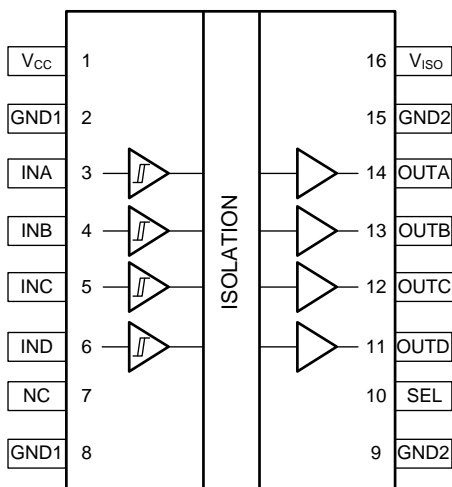 VCC 1 16 VISO
GND1 2 15 GND2
INA 3 14 OUTA
INB 4 13 OUTB
INC 5 12 OUTC
IND 6 11 OUTD
NC 7 10 SEL
GND1 8 9 GND2
ISOLATION